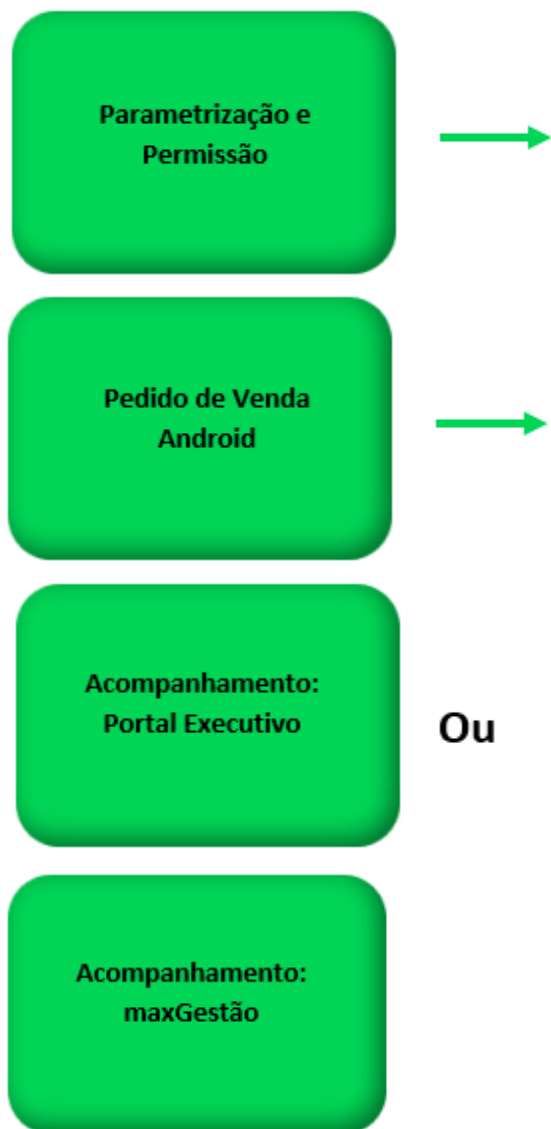 Parametrização e
Permissão
Pedido de Venda
Android
Acompanhamento:
Portal Executivo
Ou
Acompanhamento:
maxGestão